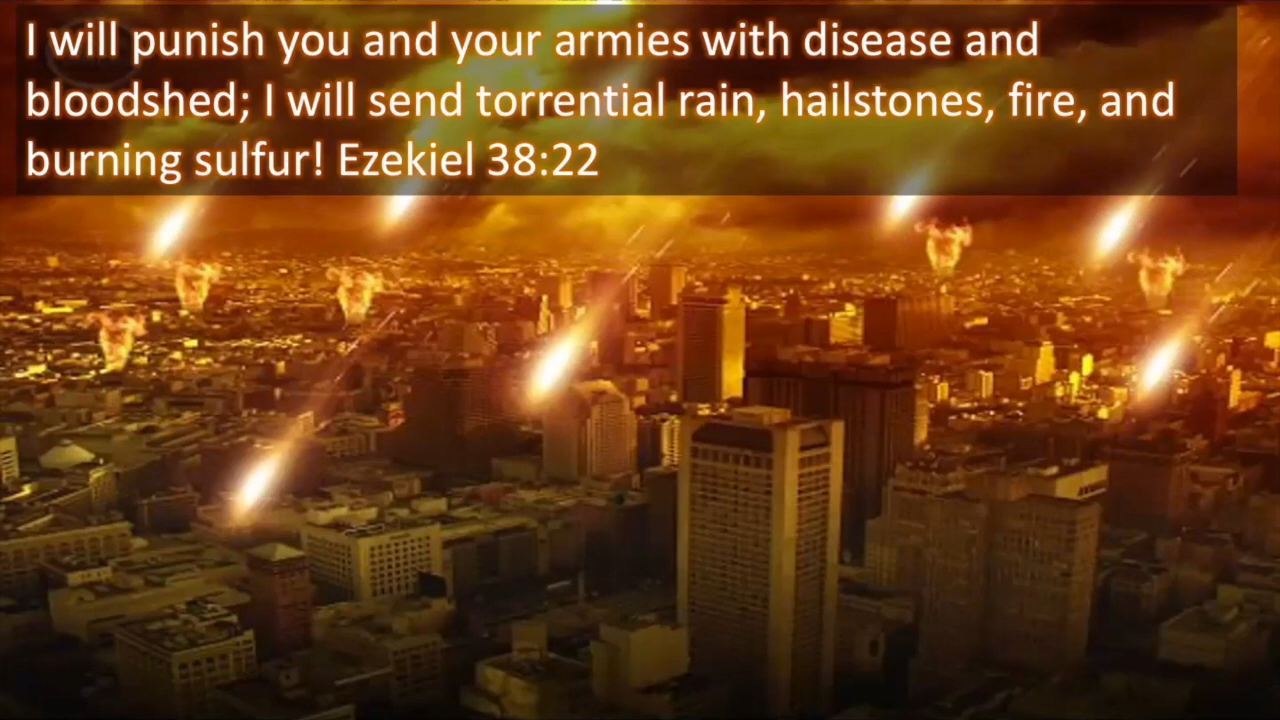 I will punish you and your armies with disease and
bloodshed; I will send torrential rain, hailstones, fire, and
burning sulfur! Ezekiel 38:22